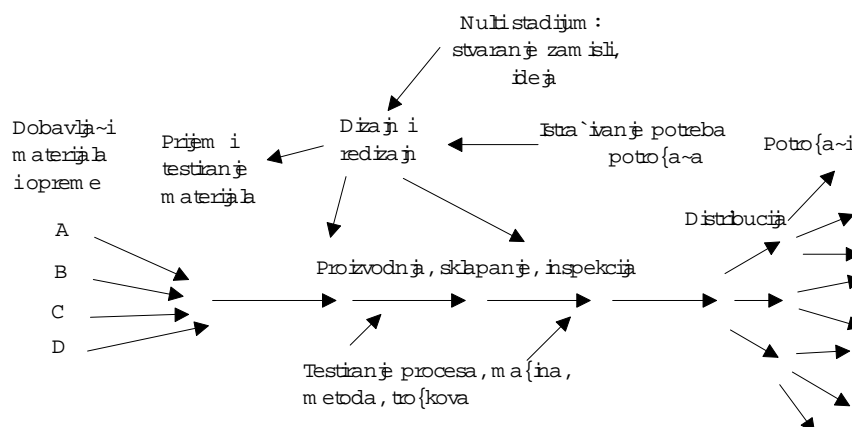 Nulti stadijum :
stvaranje zamisli,
ideja
Dobavlja~i
materijala
i opreme
Prijem i
testiranje
materijala
Dizajn i
redizajn
Istra`ivanje potreba
potro{a~a
Potro{a~i
Distribucija
A
B
C
D
Proizvodnja, sklapanje, inspekcija
Testiranje procesa, ma{ina,
metoda, tro{kova